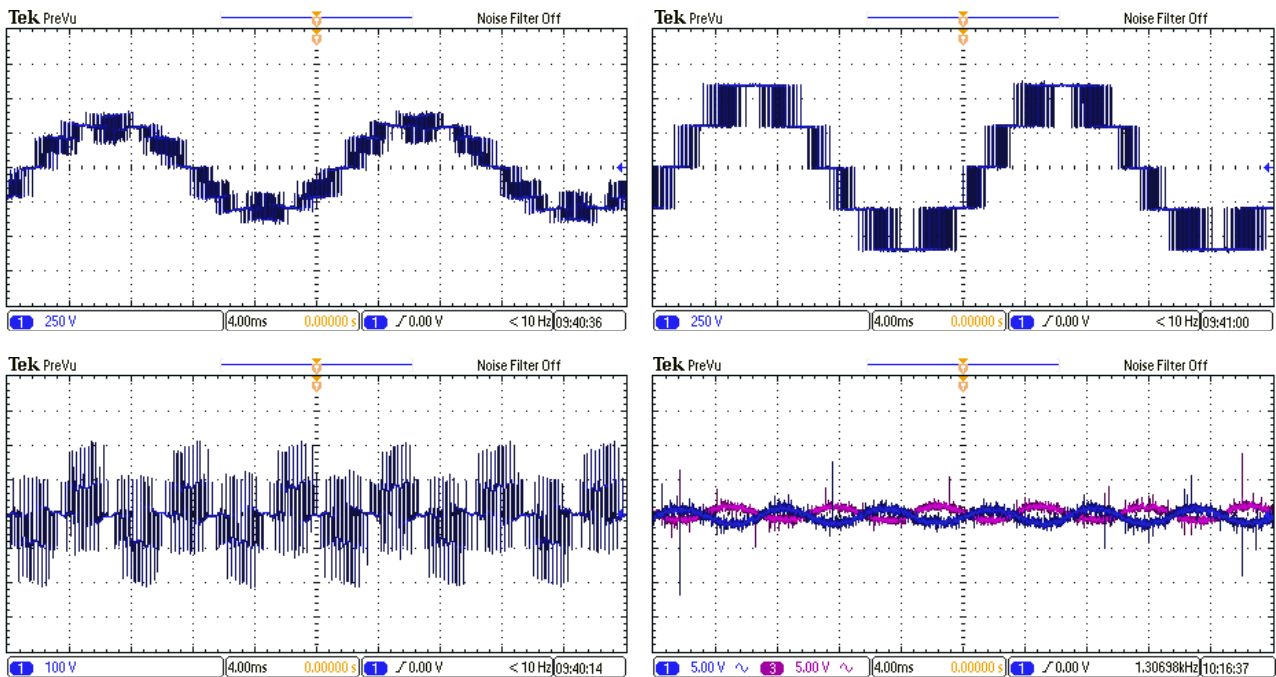 Tek PreVu Noise Filter Off
1 250 V 4.00ms 0.00000 s 1 0.00 V < 10 Hz 09:40:36
Tek PreVu Noise Filter Off
1 250 V 4.00ms 0.00000 s 1 0.00 V < 10 Hz 09:41:00
Tek PreVu Noise Filter Off
1 100 V 4.00ms 0.00000 s 1 0.00 V < 10 Hz 09:40:14
Tek PreVu Noise Filter Off
1 5.00 V 3 5.00 V 4.00ms 0.00000 s 1 0.00 V 1.30698kHz 10:16:37